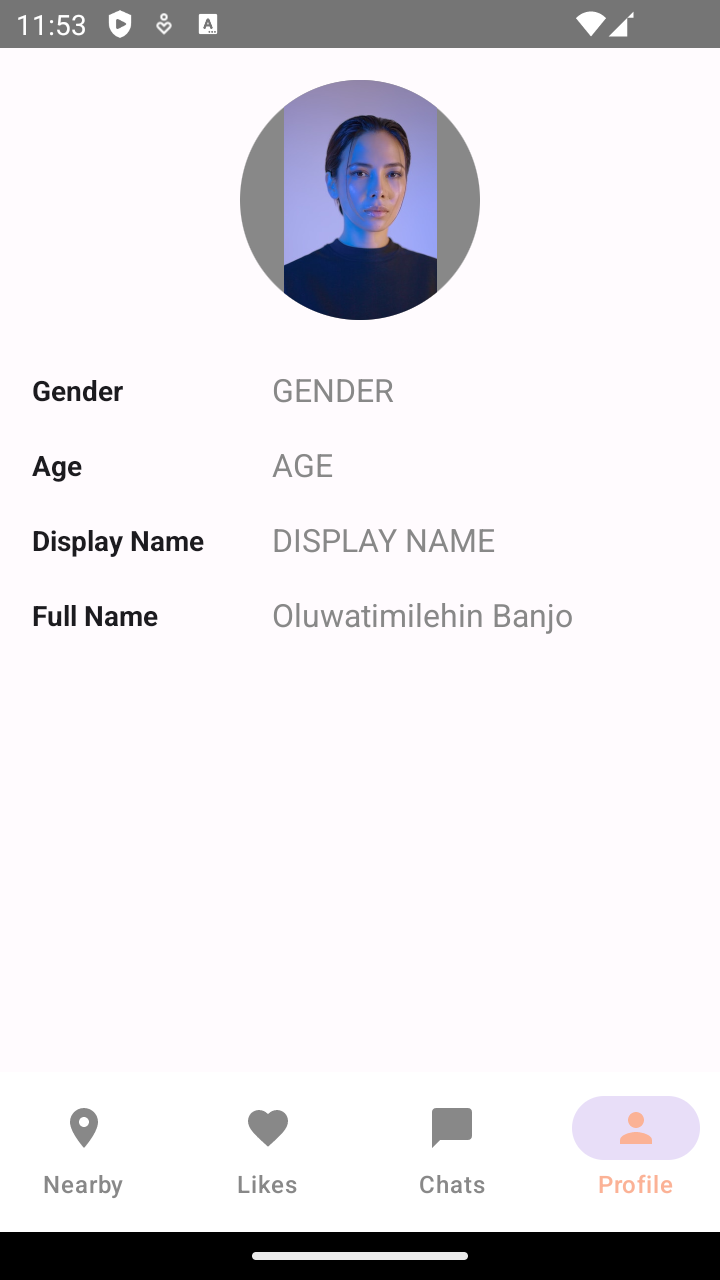 11:53
Gender GENDER
Age AGE
Display Name DISPLAY NAME
Full Name Oluwatimilehin Banjo
Nearby Likes Chats Profile